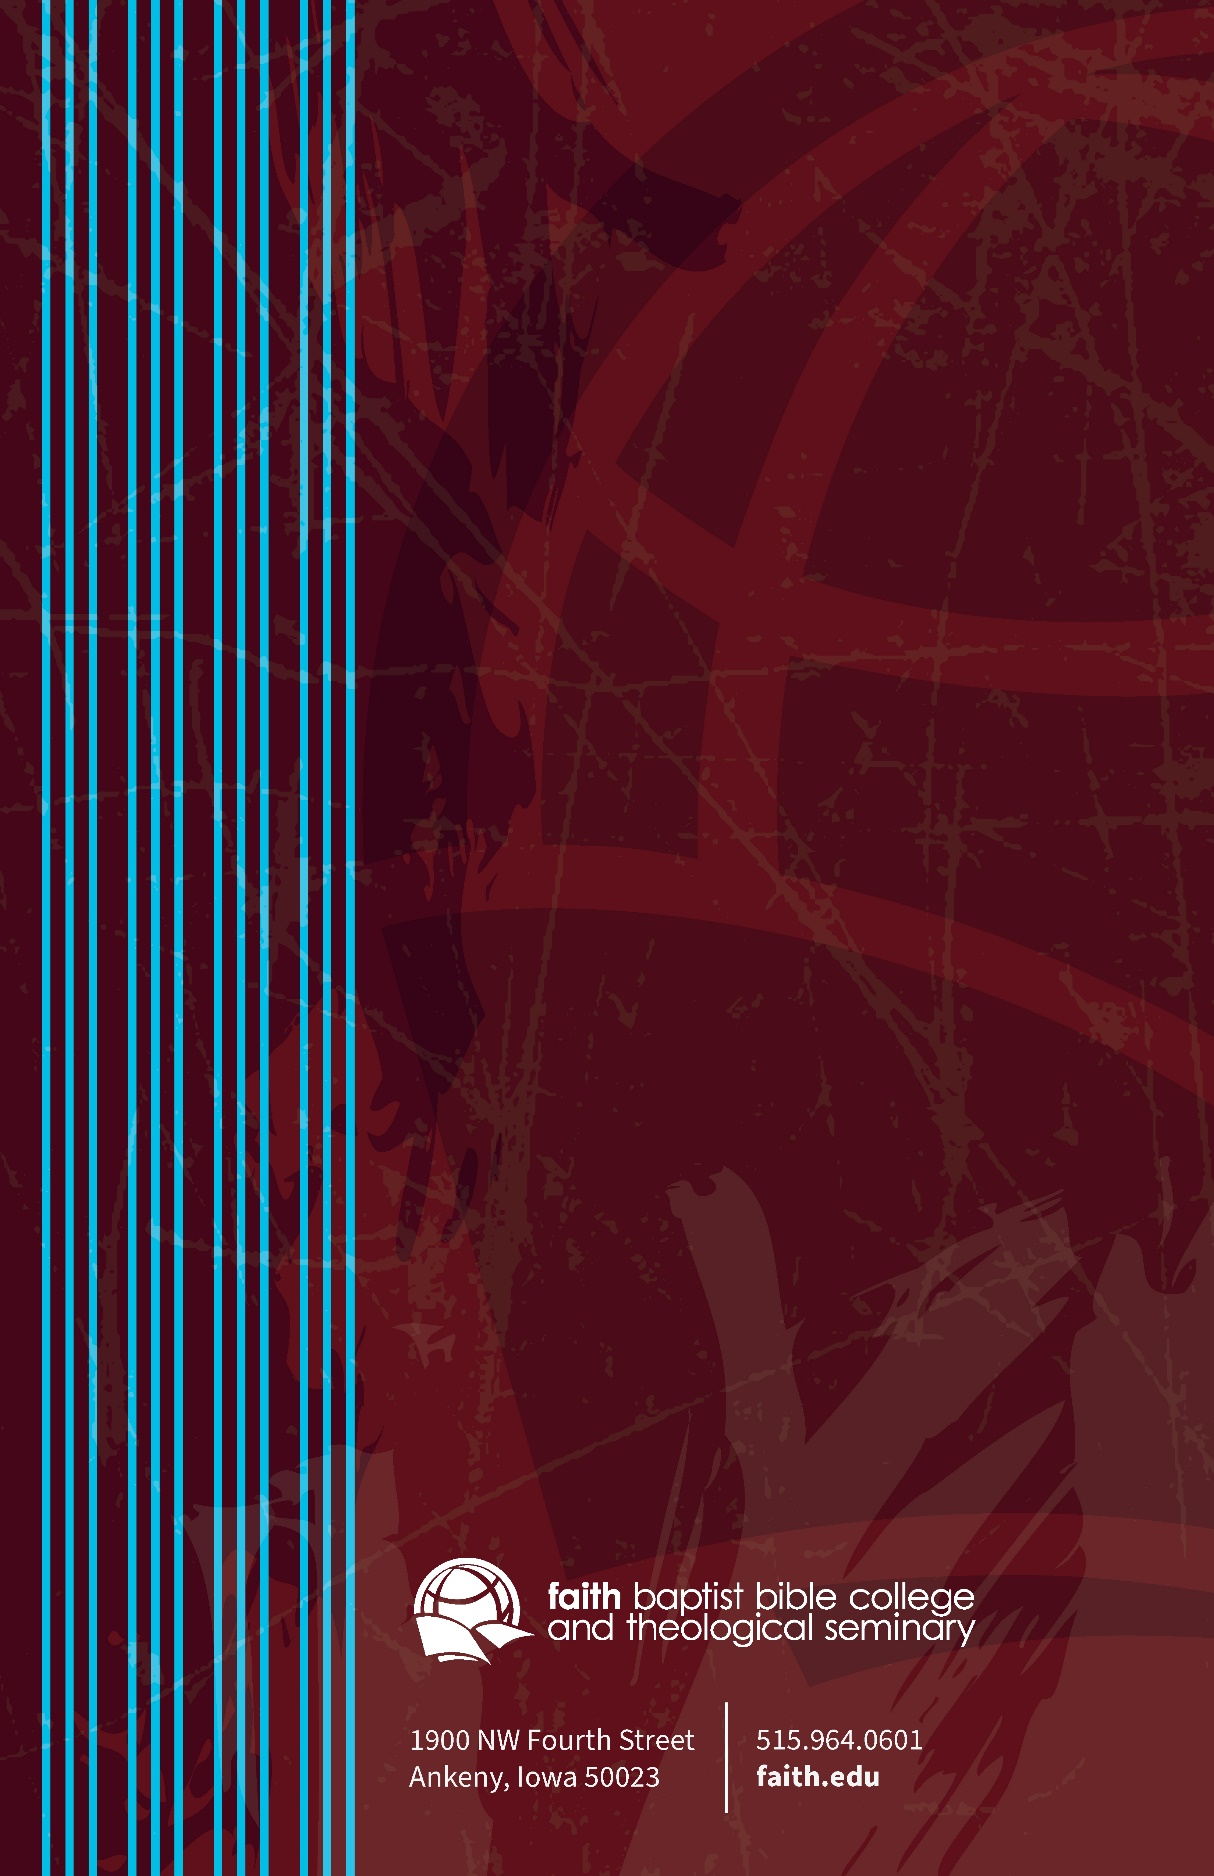 faith baptist bible college
and theological seminary
1900 NW Fourth Street
Ankeny, Iowa 50023
515.964.0601
faith.edu